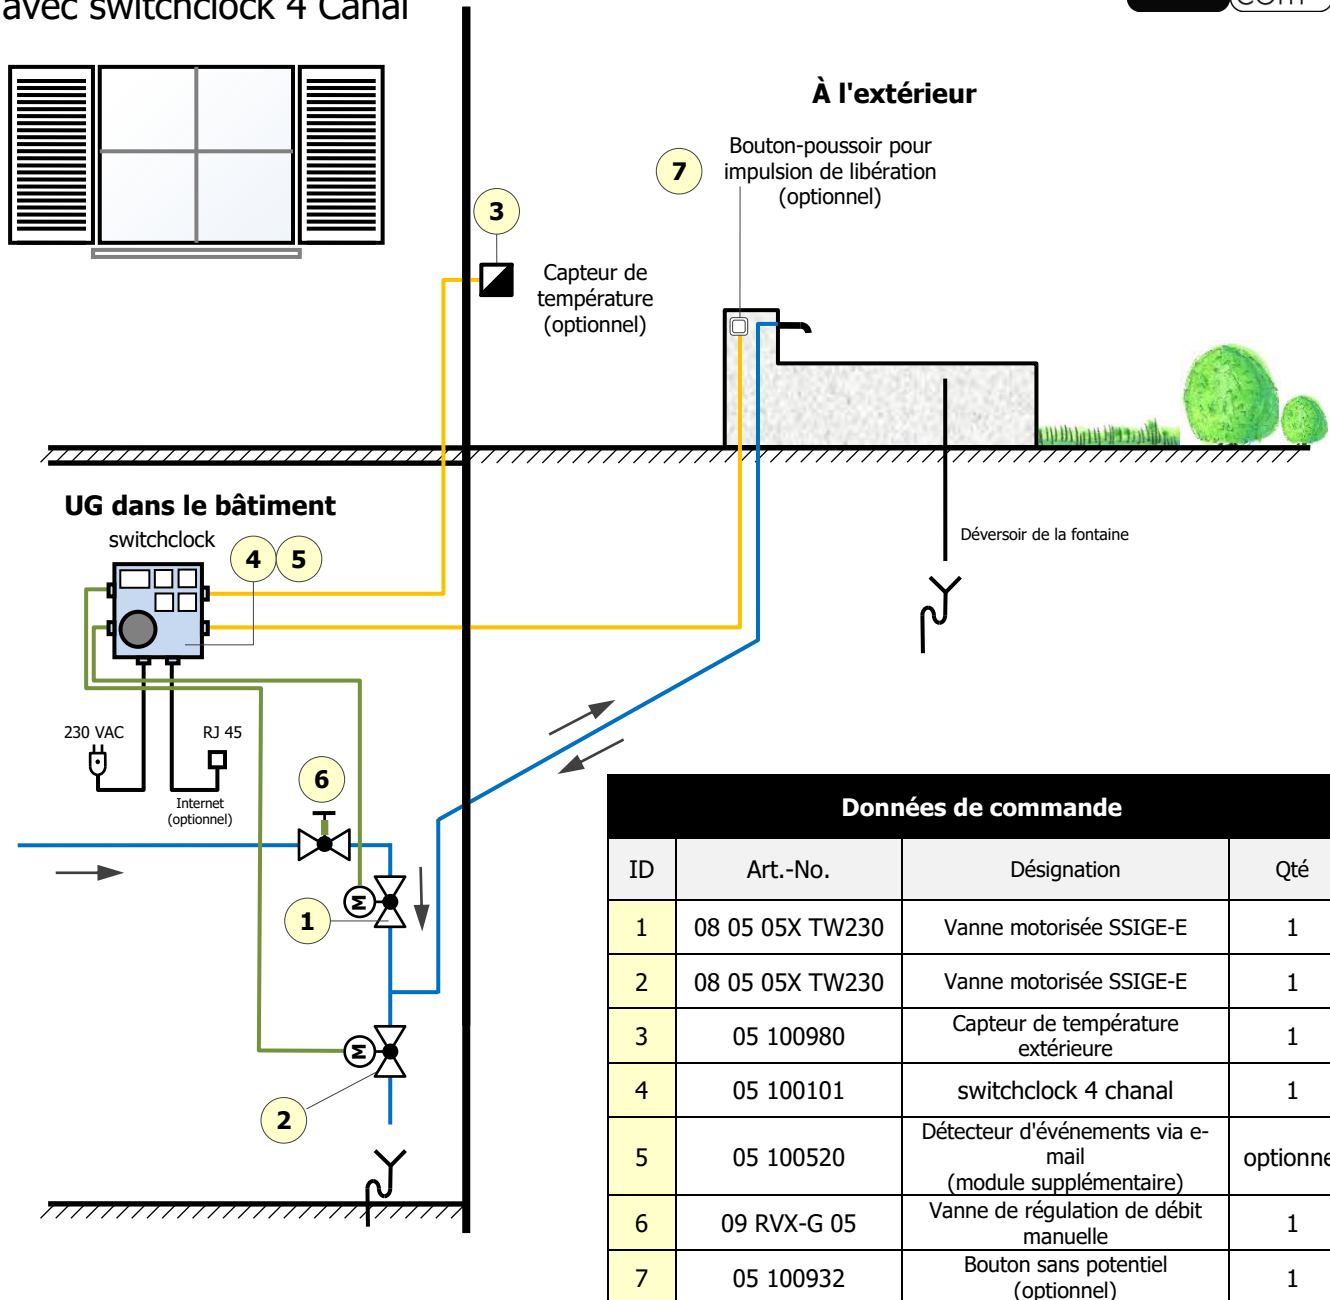 avec switchclock 4 Canal
com
À l'extérieur
7
Bouton-poussoir pour
impulsion de libération
(optionnel)
3
Capteur de
température
(optionnel)
UG dans le bâtiment
switchclock
4
5
Déversoir de la fontaine
230 VAC
RJ 45
Internet
(optionnel)
6
M
1
M
2
Données de commande
ID Art.-No. Désignation Qté
1 08 05 05X TW230 Vanne motorisée SSIGE-E 1
2 08 05 05X TW230 Vanne motorisée SSIGE-E 1
3 05 100980 Capteur de température
extérieure 1
4 05 100101 switchclock 4 chanal 1
5 05 100520 Détecteur d'événements via e-
mail
(module supplémentaire) optionne
6 09 RVX-G 05 Vanne de régulation de débit
manuelle 1
7 05 100932 Bouton sans potentiel
(optionnel) 1